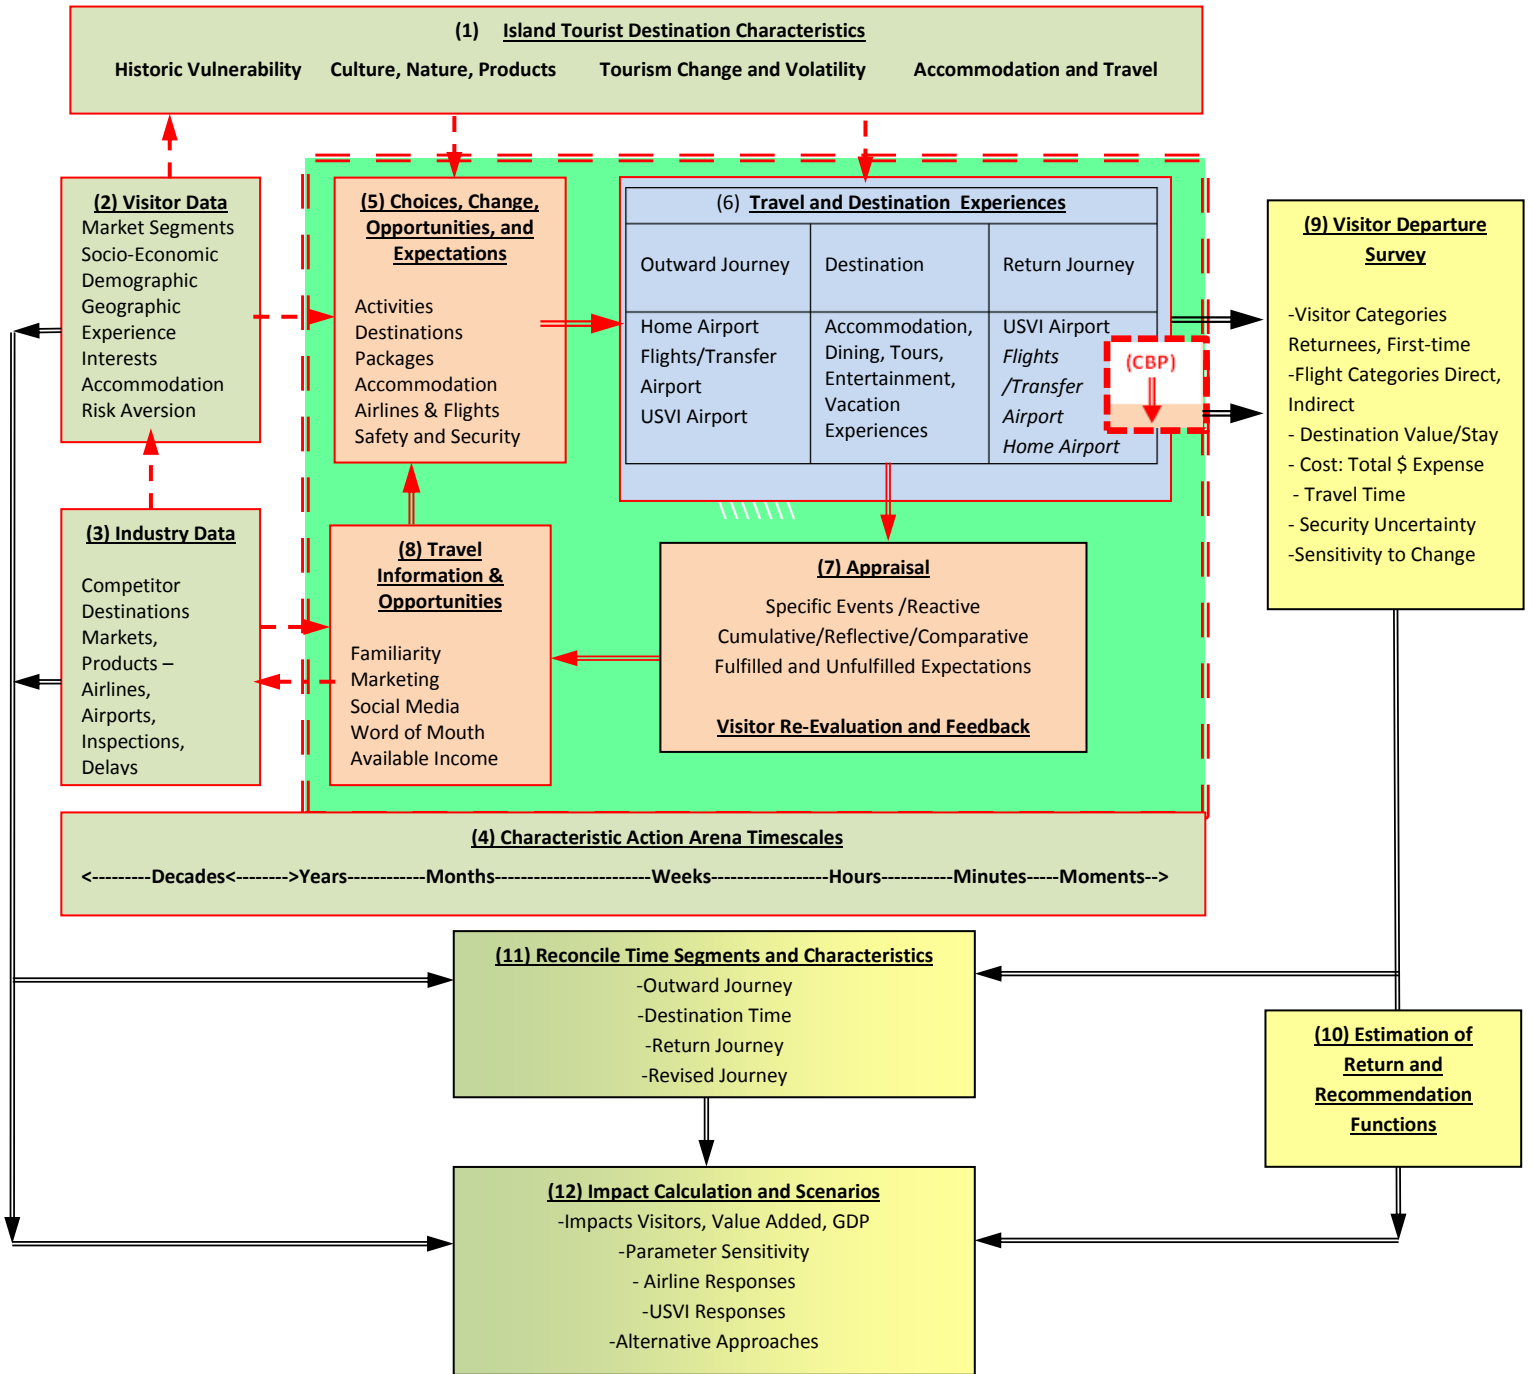 (1) Island Tourist Destination Characteristics
Historic Vulnerability Culture, Nature, Products Tourism Change and Volatility Accommodation and Travel
(2) Visitor Data
Market Segments
Socio-Economic
Demographic
Geographic
Experience
Interests
Accommodation
Risk Aversion
(3) Industry Data
Competitor
Destinations
Markets,
Products –
Airlines,
Airports,
Inspections,
Delays
(5) Choices, Change,
Opportunities, and
Expectations
Activities
Destinations
Packages
Accommodation
Airlines & Flights
Safety and Security
(6) Travel and Destination Experiences
Outward Journey
Destination
Return Journey
Home Airport
Flights/Transfer
Airport
USVI Airport
Accommodation,
Dining, Tours,
Entertainment,
Vacation
Experiences
USVI Airport
Flights
/Transfer
Airport
Home Airport
(CBP)
(7) Appraisal
Specific Events /Reactive
Cumulative/Reflective/Comparative
Fulfilled and Unfulfilled Expectations
Visitor Re-Evaluation and Feedback
(8) Travel
Information &
Opportunities
Familiarity
Marketing
Social Media
Word of Mouth
Available Income
(9) Visitor Departure
Survey
-Visitor Categories
Returnees, First-time
-Flight Categories Direct,
Indirect
- Destination Value/Stay
- Cost: Total $ Expense
- Travel Time
- Security Uncertainty
-Sensitivity to Change
(4) Characteristic Action Arena Timescales
<---------Decades<-------->Years------------Months------------------------Weeks------------------Hours-----------Minutes-----Moments-->
(11) Reconcile Time Segments and Characteristics
-Outward Journey
-Destination Time
-Return Journey
-Revised Journey
(10) Estimation of
Return and
Recommendation
Functions
(12) Impact Calculation and Scenarios
-Impacts Visitors, Value Added, GDP
-Parameter Sensitivity
- Airline Responses
-USVI Responses
-Alternative Approaches